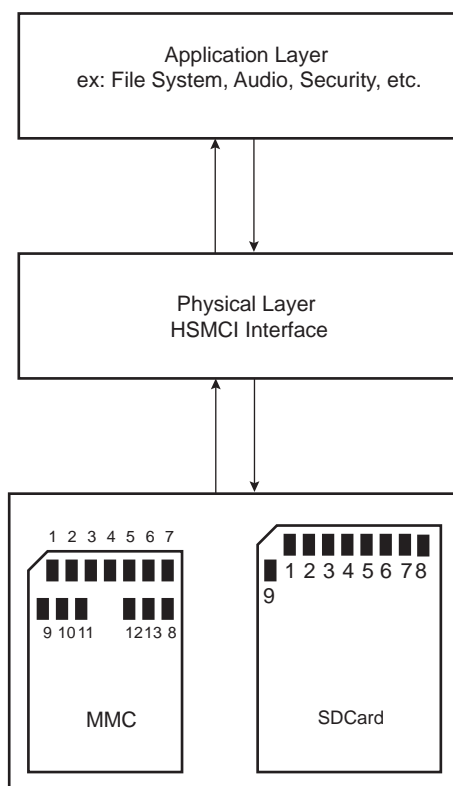 Application Layer
ex: File System, Audio, Security, etc.
Physical Layer
HSMCI Interface
1 2 3 4 5 6 7
9 10 11 12 13 8
MMC
1 2 3 4 5 6 7 8
9
SDCard